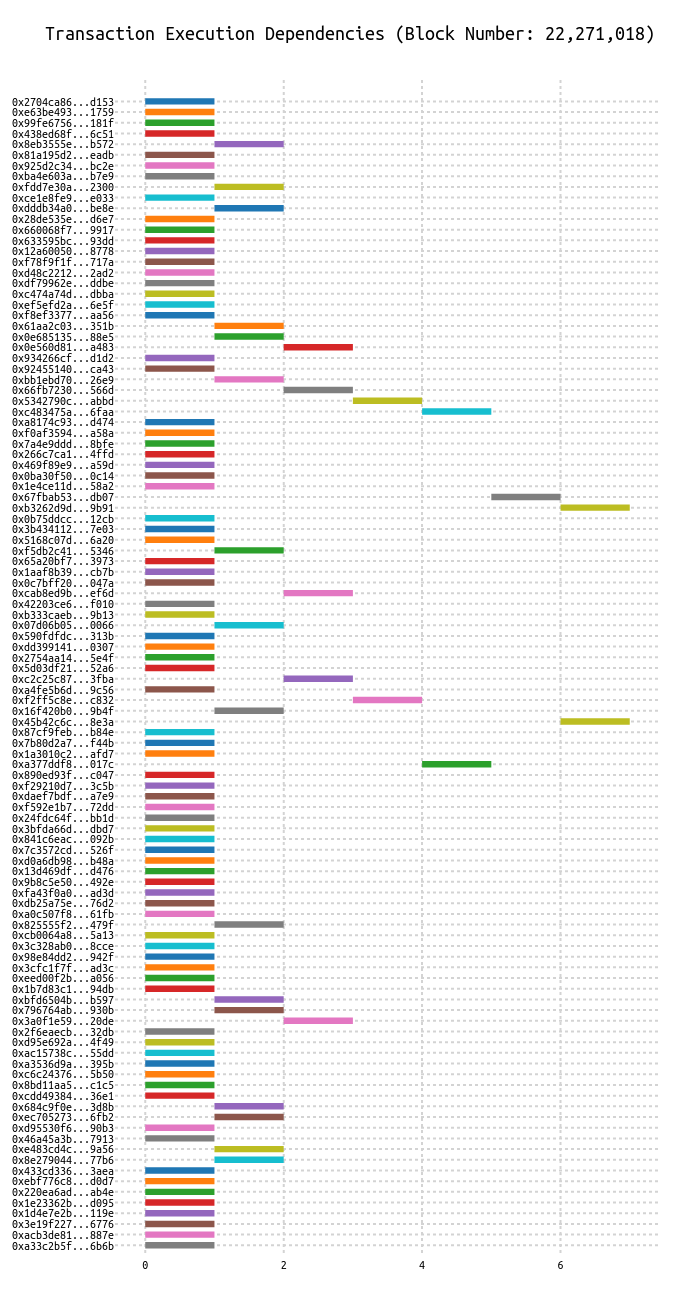 Transaction Execution Dependencies (Block Number: 22,271,018)
0x2704ca86...d153
0xe63be493...1759
0x99fe6756...181f
0x438ed68f...6c51
0x8eb3555e...b572
0x81a195d2...eadb
0x925d2c34...bc2e
0xba4e603a...b7e9
0xfdd7e30a...2300
0xce1e8fe9...e033
0xdddb34a0...be8e
0x28de535e...d6e7
0x660068f7...9917
0x633595bc...93dd
0x12a60050...8778
0xf78f9f1f...717a
0xd48c2212...2ad2
0xdf79962e...ddbe
0xc474a74d...dbba
0xef5efd2a...6e5f
0xf8ef3377...aa56
0x61aa2c03...351b
0x0e685135...88e5
0x0e560d81...a483
0x934266cf...d1d2
0x92455140...ca43
0xbb1ebd70...26e9
0x66fb7230...566d
0x5342790c...abbd
0xc483475a...6faa
0xa8174c93...d474
0xf0af3594...a58a
0x7a4e9ddd...8bfe
0x266c7ca1...4ffd
0x469f89e9...a59d
0x0ba30f50...0c14
0x1e4ce11d...58a2
0x67fbab53...db07
0xb3262d9d...9b91
0x0b75ddcc...12cb
0x3b434112...7e03
0x5168c07d...6a20
0xf5db2c41...5346
0x65a20bf7...3973
0x1aaf8b39...cb7b
0x0c7bff20...047a
0xcab8ed9b...ef6d
0x42203ce6...f010
0xb333caeb...9b13
0x07d06b05...0066
0x590fdfdc...313b
0xdd399141...0307
0x2754aa14...5e4f
0x5d03df21...52a6
0xc2c25c87...3fba
0xa4fe5b6d...9c56
0xf2ff5c8e...c832
0x16f420b0...9b4f
0x45b42c6c...8e3a
0x87cf9feb...b84e
0x7b80d2a7...f44b
0x1a3010c2...afd7
0xa377ddf8...017c
0x890ed93f...c047
0xf29210d7...3c5b
0xdaef7bdf...a7e9
0xf592e1b7...72dd
0x24fdc64f...bb1d
0x3bfda66d...dbd7
0x841c6eac...092b
0x7c3572cd...526f
0xd0a6db98...b48a
0x13d469df...d476
0x9b8c5e50...492e
0xfa43f0a0...ad3d
0xdb25a75e...76d2
0xa0c507f8...61fb
0x825555f2...479f
0xcb0064a8...5a13
0x3c328ab0...8cce
0x98e84dd2...942f
0x3cfc1f7f...ad3c
0xeed00f2b...a056
0x1b7d83c1...94db
0xbfd6504b...b597
0x796764ab...930b
0x3a0f1e59...20de
0x2f6eaecb...32db
0xd95e692a...4f49
0xac15738c...55dd
0xa3536d9a...395b
0xc6c24376...5b50
0x8bd11aa5...c1c5
0xcdd49384...36e1
0x684c9f0e...3d8b
0xec705273...6fb2
0xd95530f6...90b3
0x46a45a3b...7913
0xe483cd4c...9a56
0x8e279044...77b6
0x433cd336...3aea
0xebf776c8...d0d7
0x220ea6ad...ab4e
0x1e23362b...d095
0x1d4e7e2b...119e
0x3e19f227...6776
0xacb3de81...887e
0xa33c2b5f...6b6b
0 2 4 6